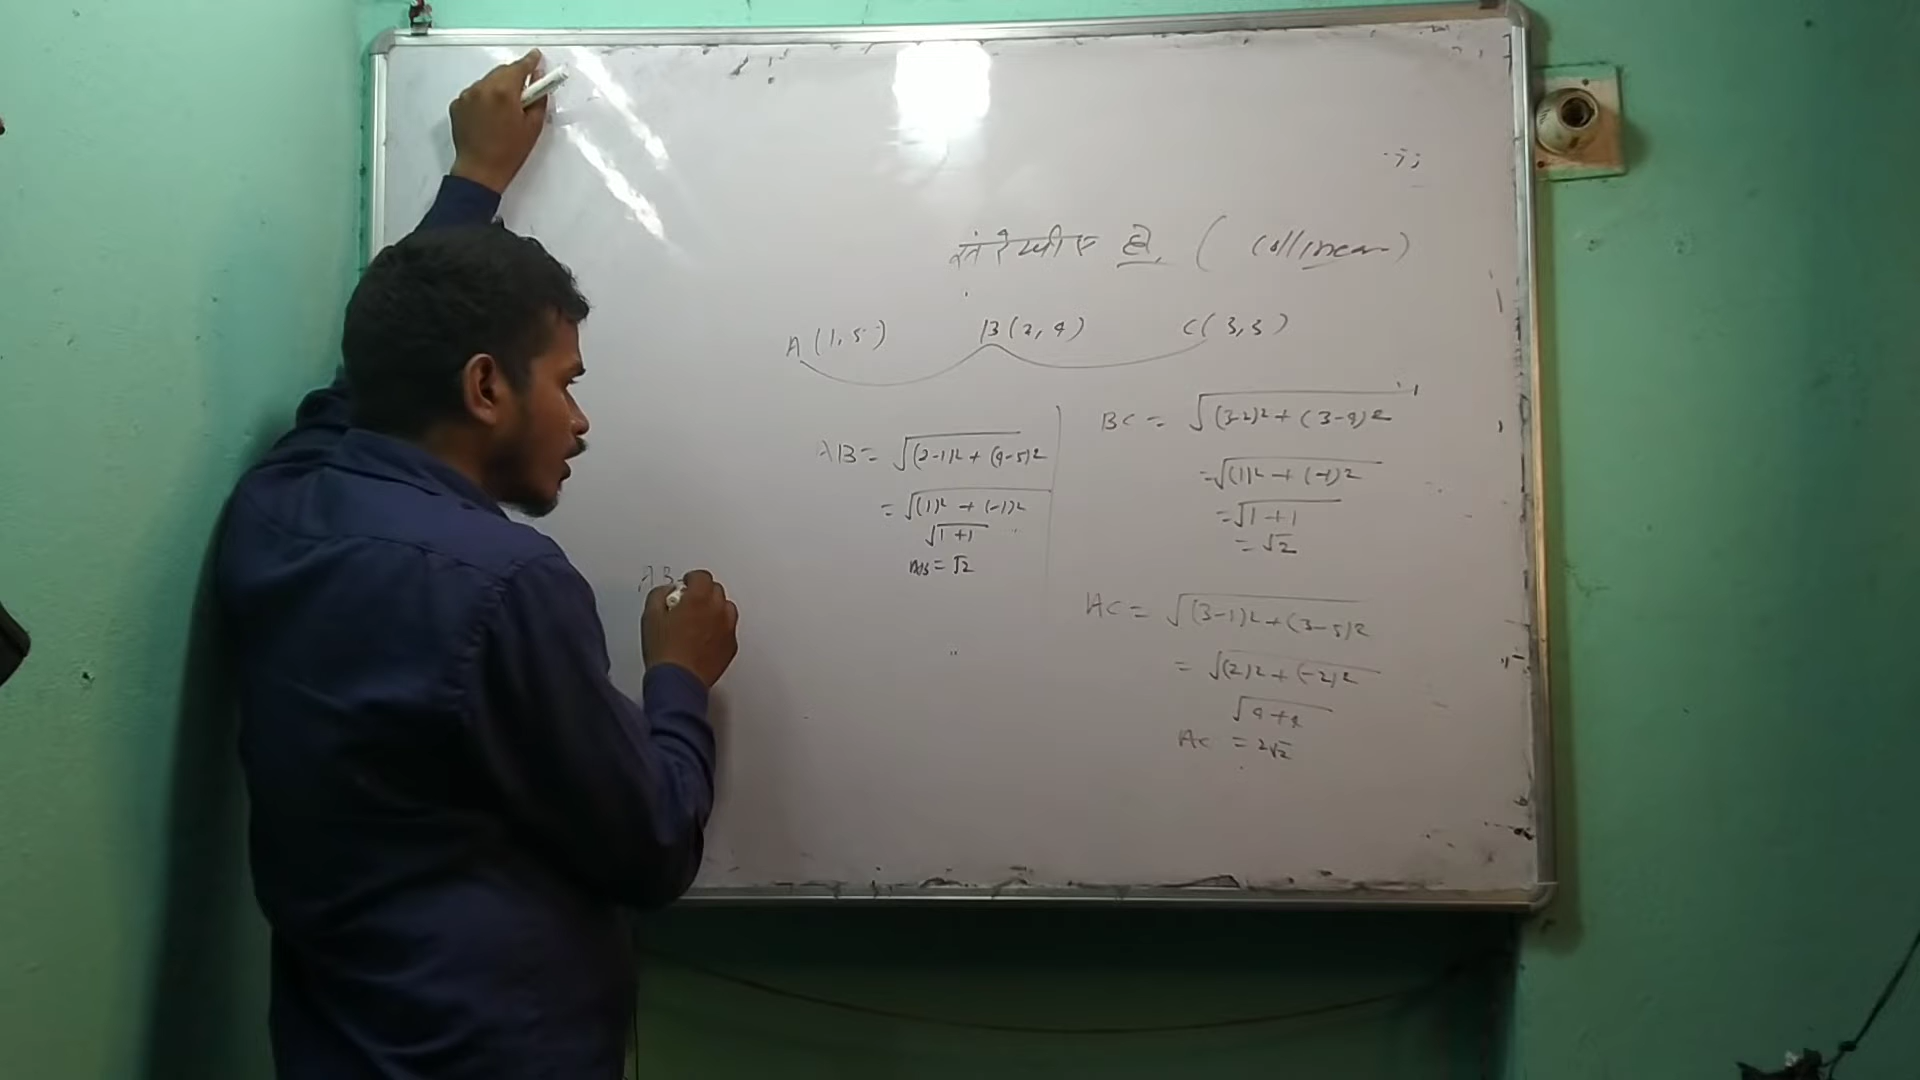 संरेखीय है. ( Collinear )
A (1, 5) B (2, 4) C ( 3, 3 )
AB = √(2-1)² + (4-5)²
= √(1)² + (-1)²
√1+1
AB = √2
BC = √(3-2)² + (3-4)²
= √(1)² + (-1)²
= √1+1
= √2
AC = √(3-1)² + (3-5)²
= √(2)² + (-2)²
√4+4
AC = 2√2
AB